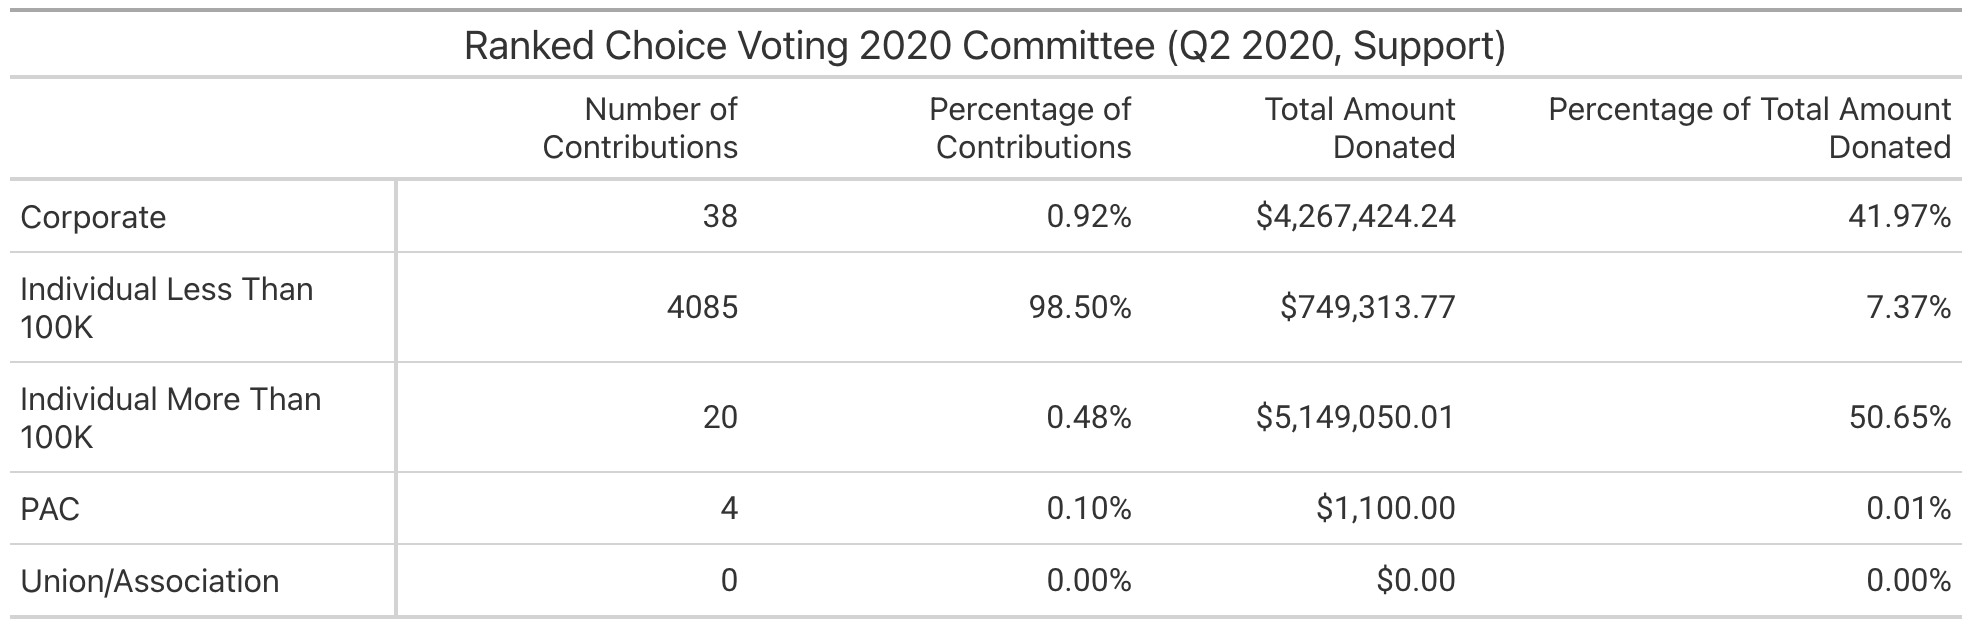 Ranked Choice Voting 2020 Committee (Q2 2020, Support)
Number of Contributions Percentage of Contributions Total Amount Donated Percentage of Total Amount Donated
Corporate 38 0.92% $4,267,424.24 41.97%
Individual Less Than 100K 4085 98.50% $749,313.77 7.37%
Individual More Than 100K 20 0.48% $5,149,050.01 50.65%
PAC 4 0.10% $1,100.00 0.01%
Union/Association 0 0.00% $0.00 0.00%